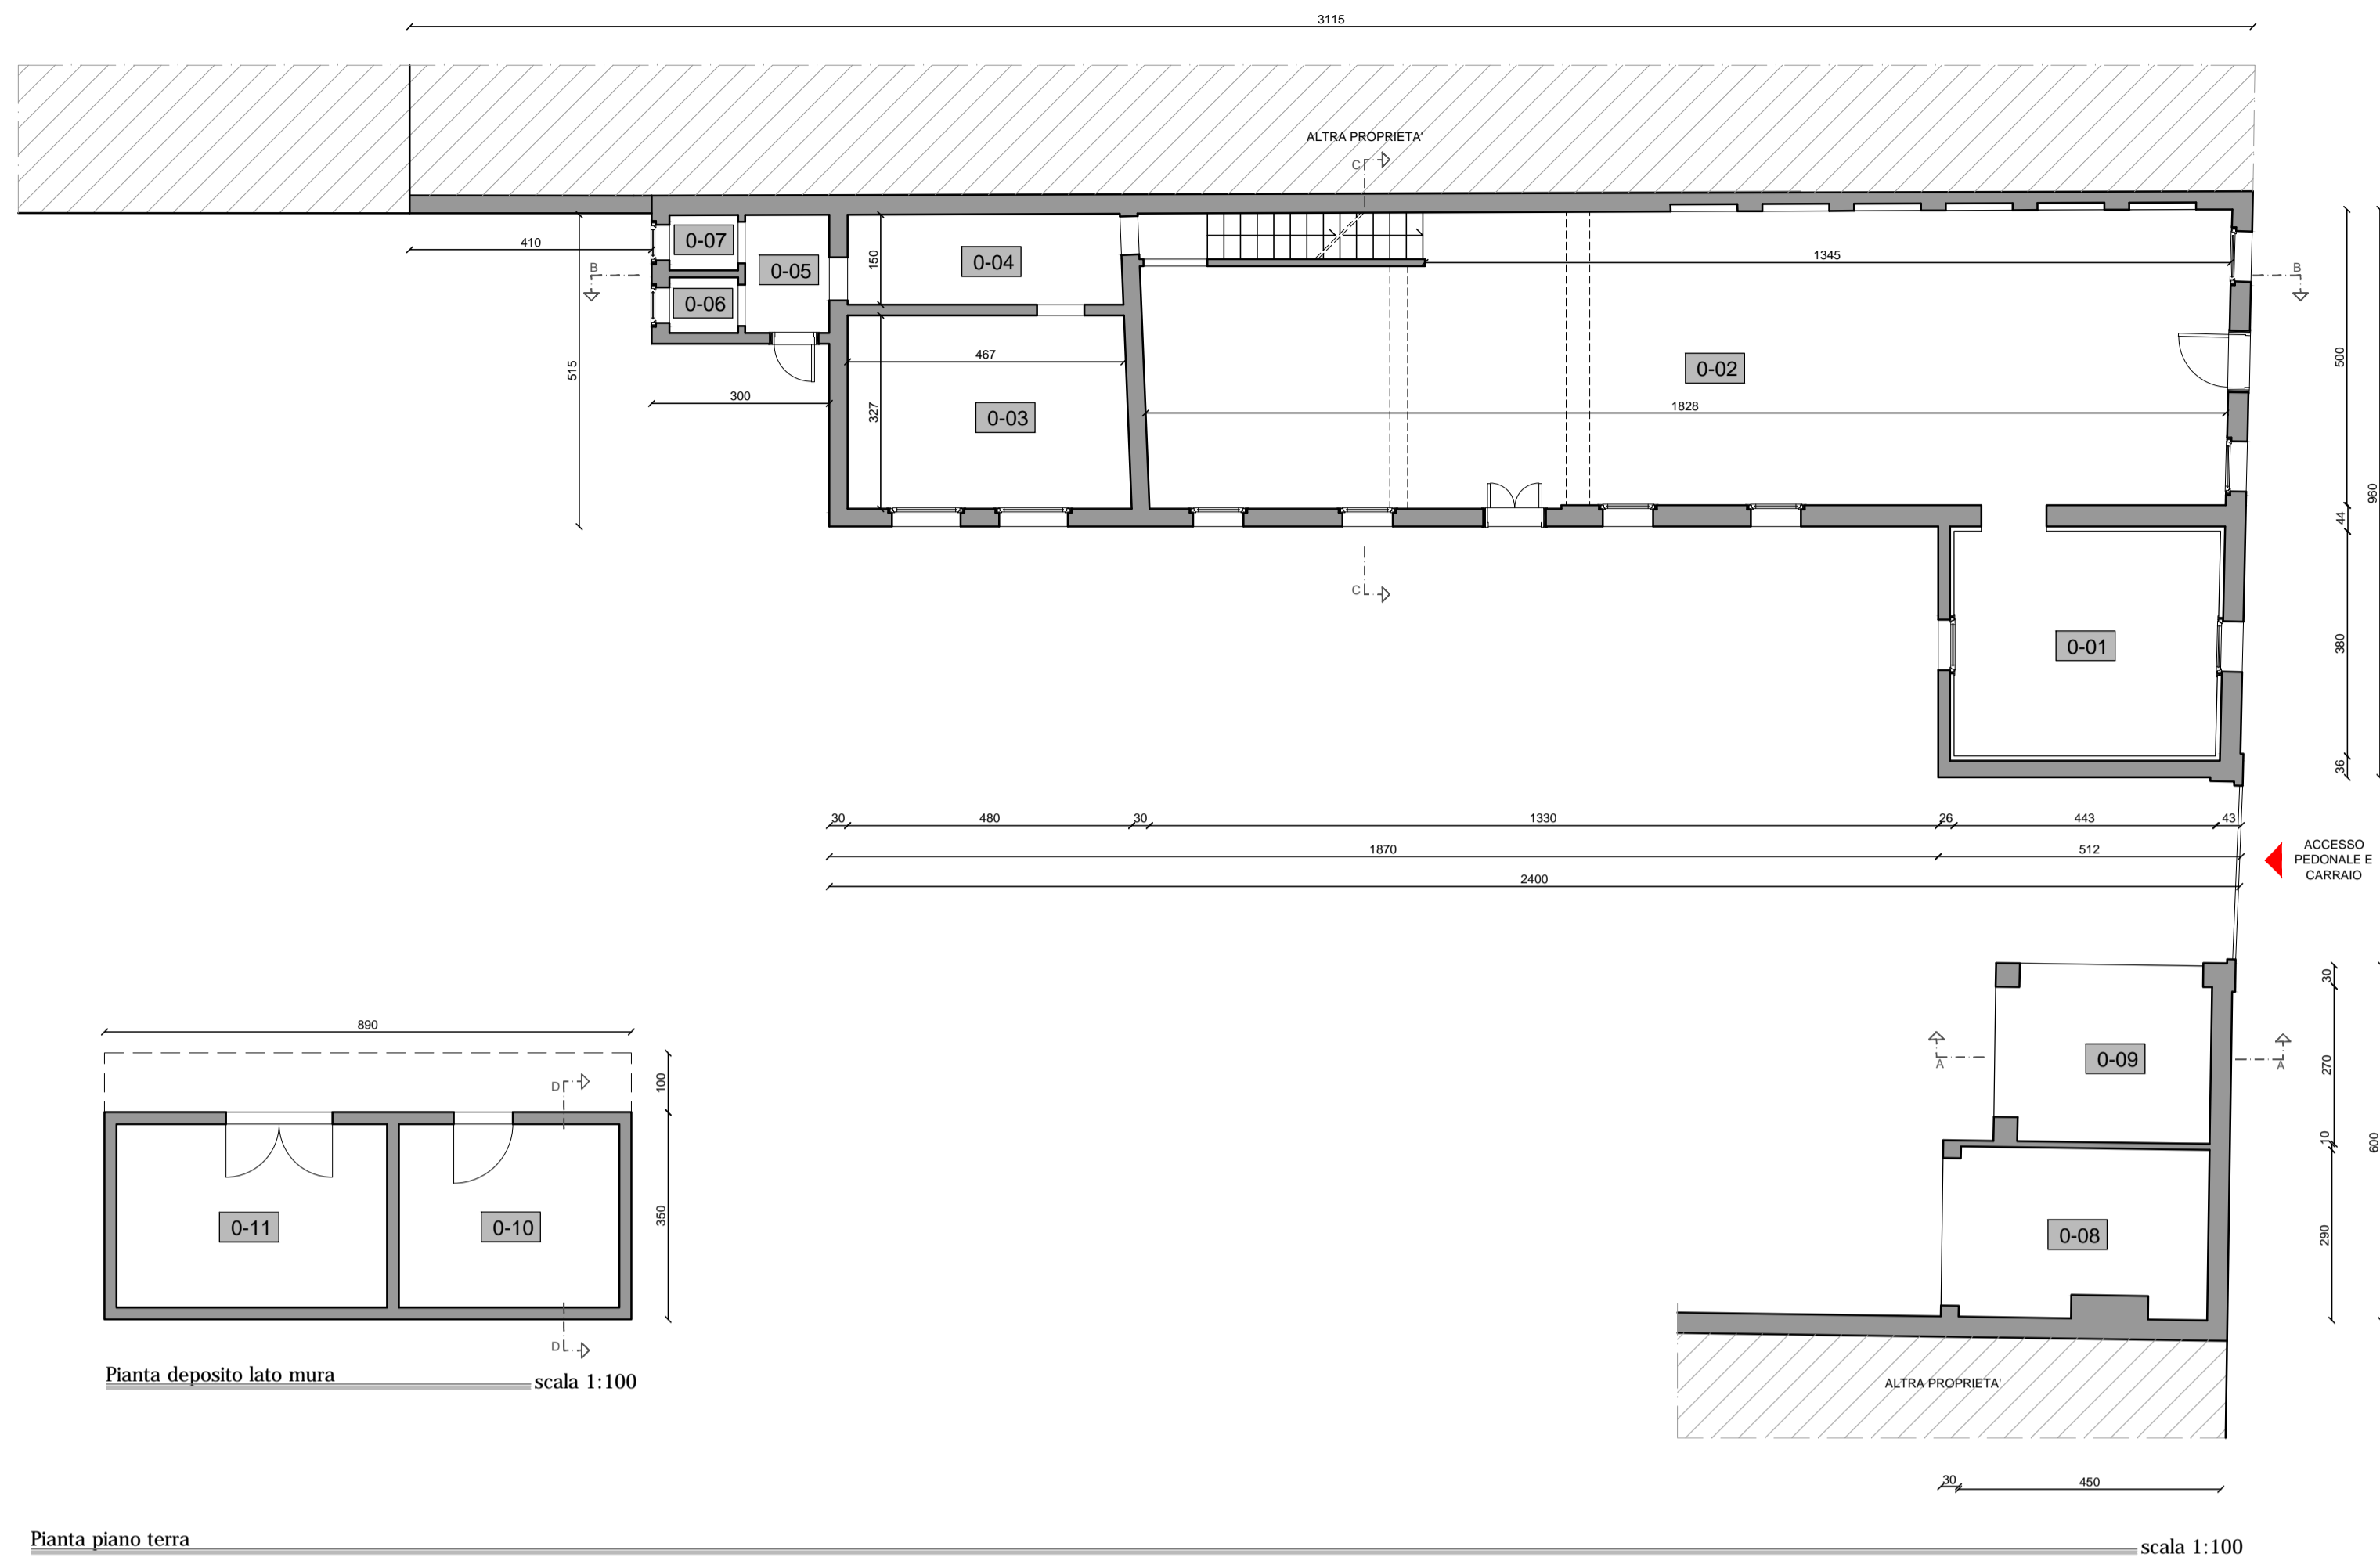 3115
ALTRA PROPRIETA'
C
410
B
0-07
0-05
0-06
150
0-04
1345
B
515
467
0-02
500
300
327
0-03
1828
960
44
C
0-01
380
36
30
480
30
1330
26
443
43
1870
512
2400
ACCESSO
PEDONALE E
CARRAIO
30
890
A
0-09
A
270
100
D
10
600
0-11
0-10
350
0-08
290
D
Pianta deposito lato mura
scala 1:100
ALTRA PROPRIETA'
30
450
Pianta piano terra
scala 1:100